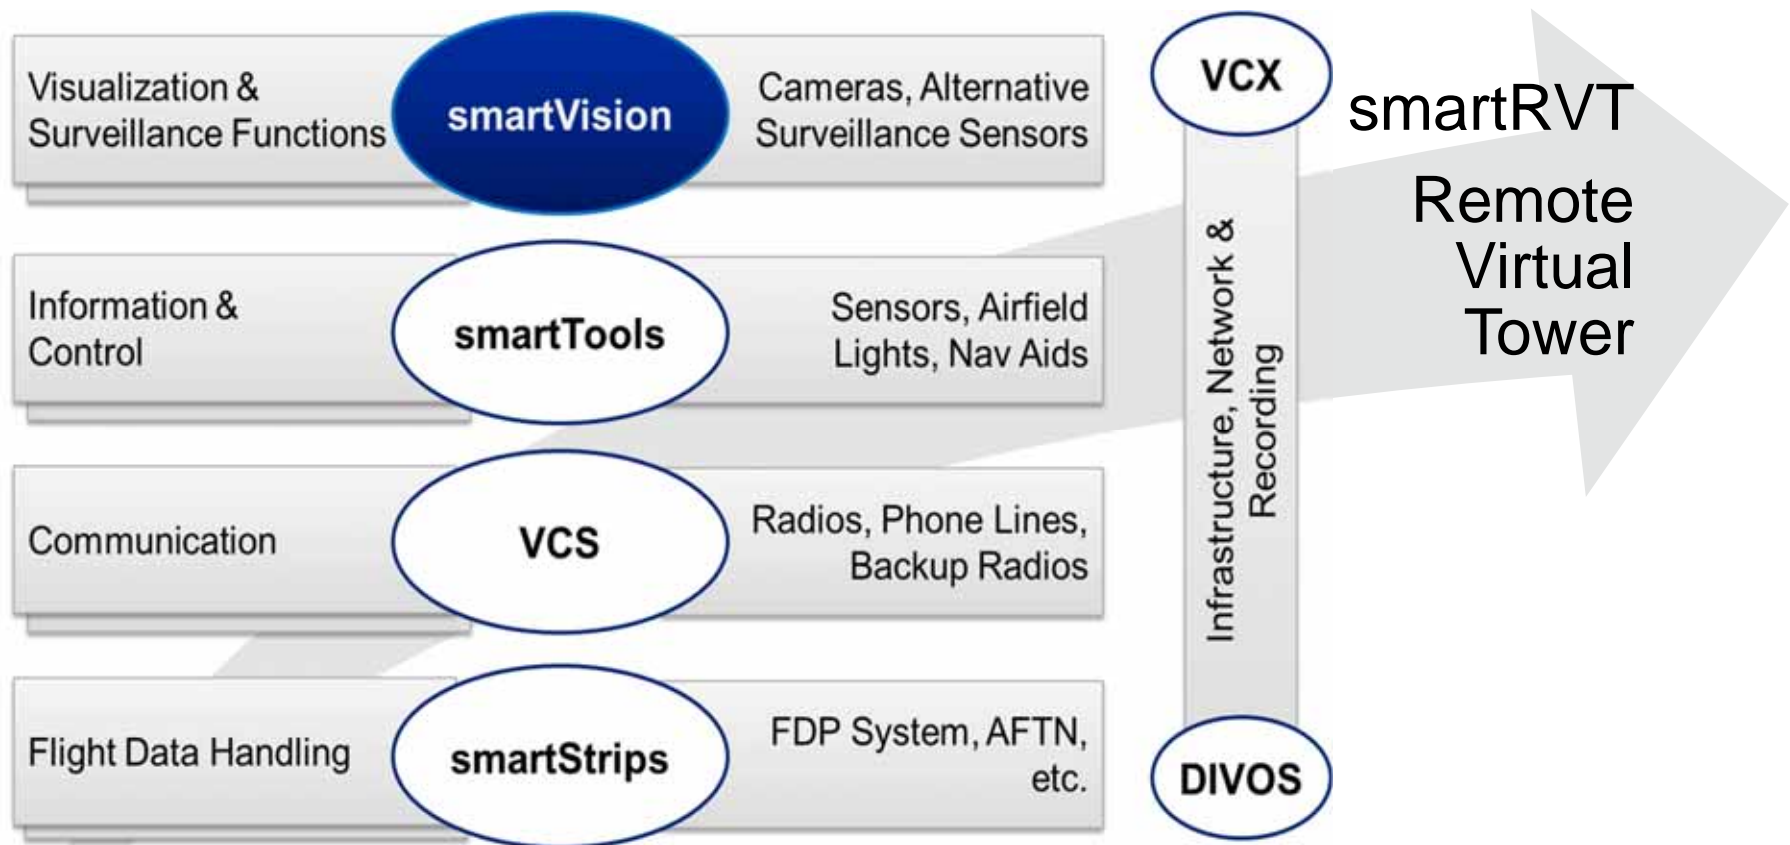 Visualization &
Surveillance Functions
smartVision
Cameras, Alternative
Surveillance Sensors
Information &
Control
smartTools
Sensors, Airfield
Lights, Nav Aids
Communication
VCS
Radios, Phone Lines,
Backup Radios
Flight Data Handling
smartStrips
FDP System, AFTN,
etc.
VCX
Infrastructure, Network &
Recording
DIVOS
smartRVT
Remote
Virtual
Tower